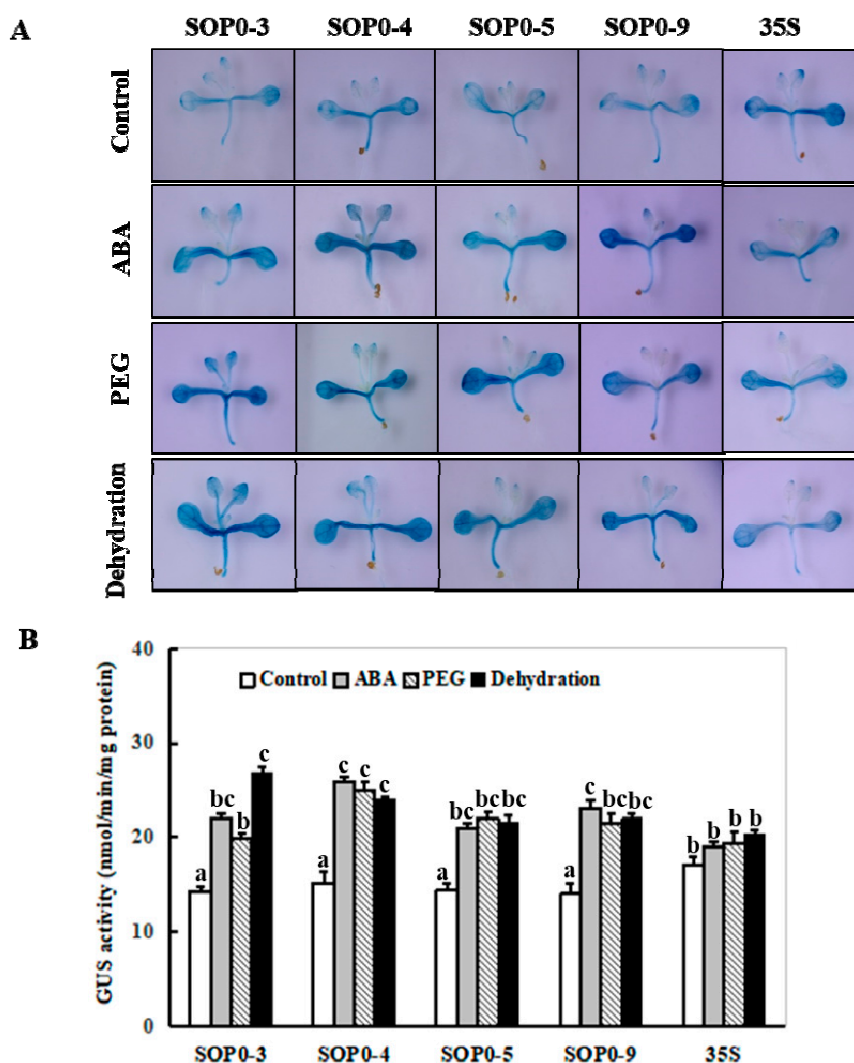 A
SOP0-3 SOP0-4 SOP0-5 SOP0-9 35S
Control
ABA
PEG
Dehydration
B
GUS activity (nmol/min/mg protein)
40
30
20
10
0
Control ABA PEG Dehydration
a bc b c
a c c c
a bc bc bc
a c bc bc
b b b b
SOP0-3 SOP0-4 SOP0-5 SOP0-9 35S